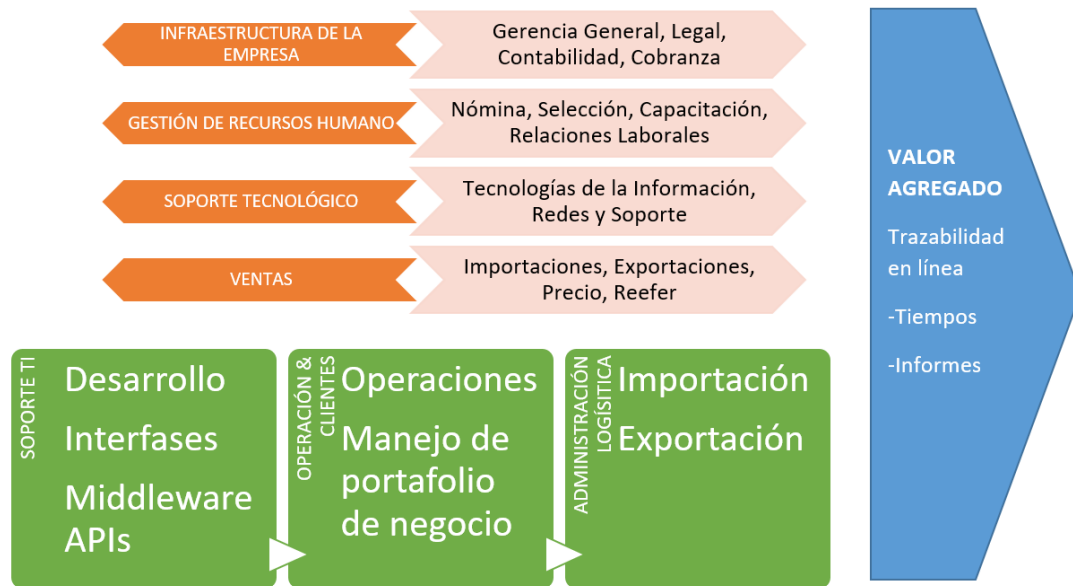 INFRAESTRUCTURA DE LA
EMPRESA
Gerencia General, Legal,
Contabilidad, Cobranza
GESTIÓN DE RECURSOS HUMANO
Nómina, Selección, Capacitación,
Relaciones Laborales
SOPORTE TECNOLÓGICO
Tecnologías de la Información,
Redes y Soporte
VENTAS
Importaciones, Exportaciones,
Precio, Reefer
SOPORTE TI
Desarrollo
Interfases
Middleware
APIs
OPERACIÓN &
CLIENTES
Operaciones
Manejo de
portafolio
de negocio
ADMINISTRACIÓN
LOGÍSITICA
Importación
Exportación
VALOR
AGREGADO
Trazabilidad
en línea
-Tiempos
-Informes